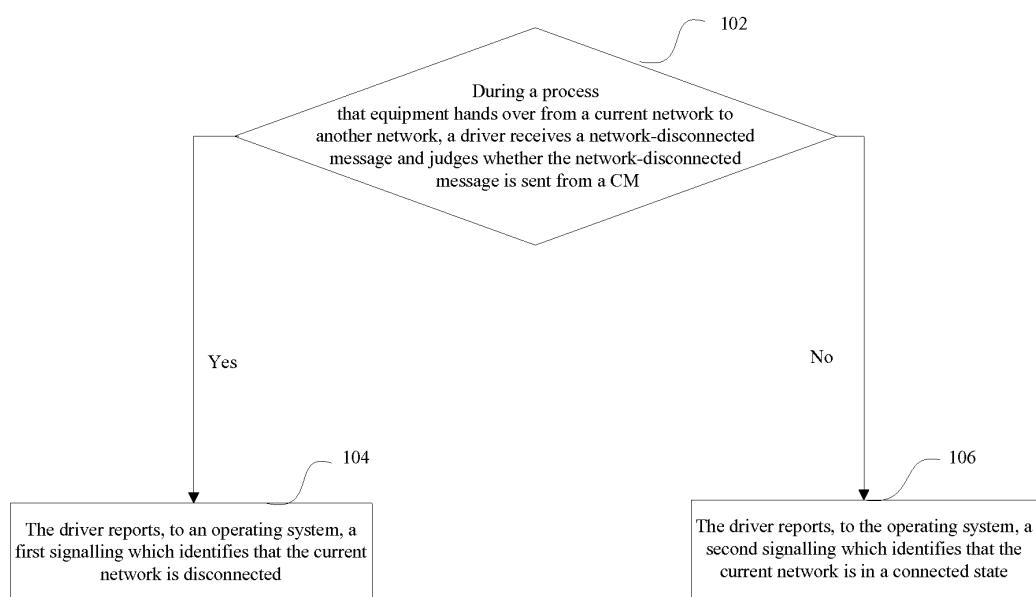 102
During a process
that equipment hands over from a current network to
another network, a driver receives a network-disconnected
message and judges whether the network-disconnected
message is sent from a CM
Yes
No
104
The driver reports, to an operating system, a
first signalling which identifies that the current
network is disconnected
106
The driver reports, to the operating system, a
second signalling which identifies that the
current network is in a connected state